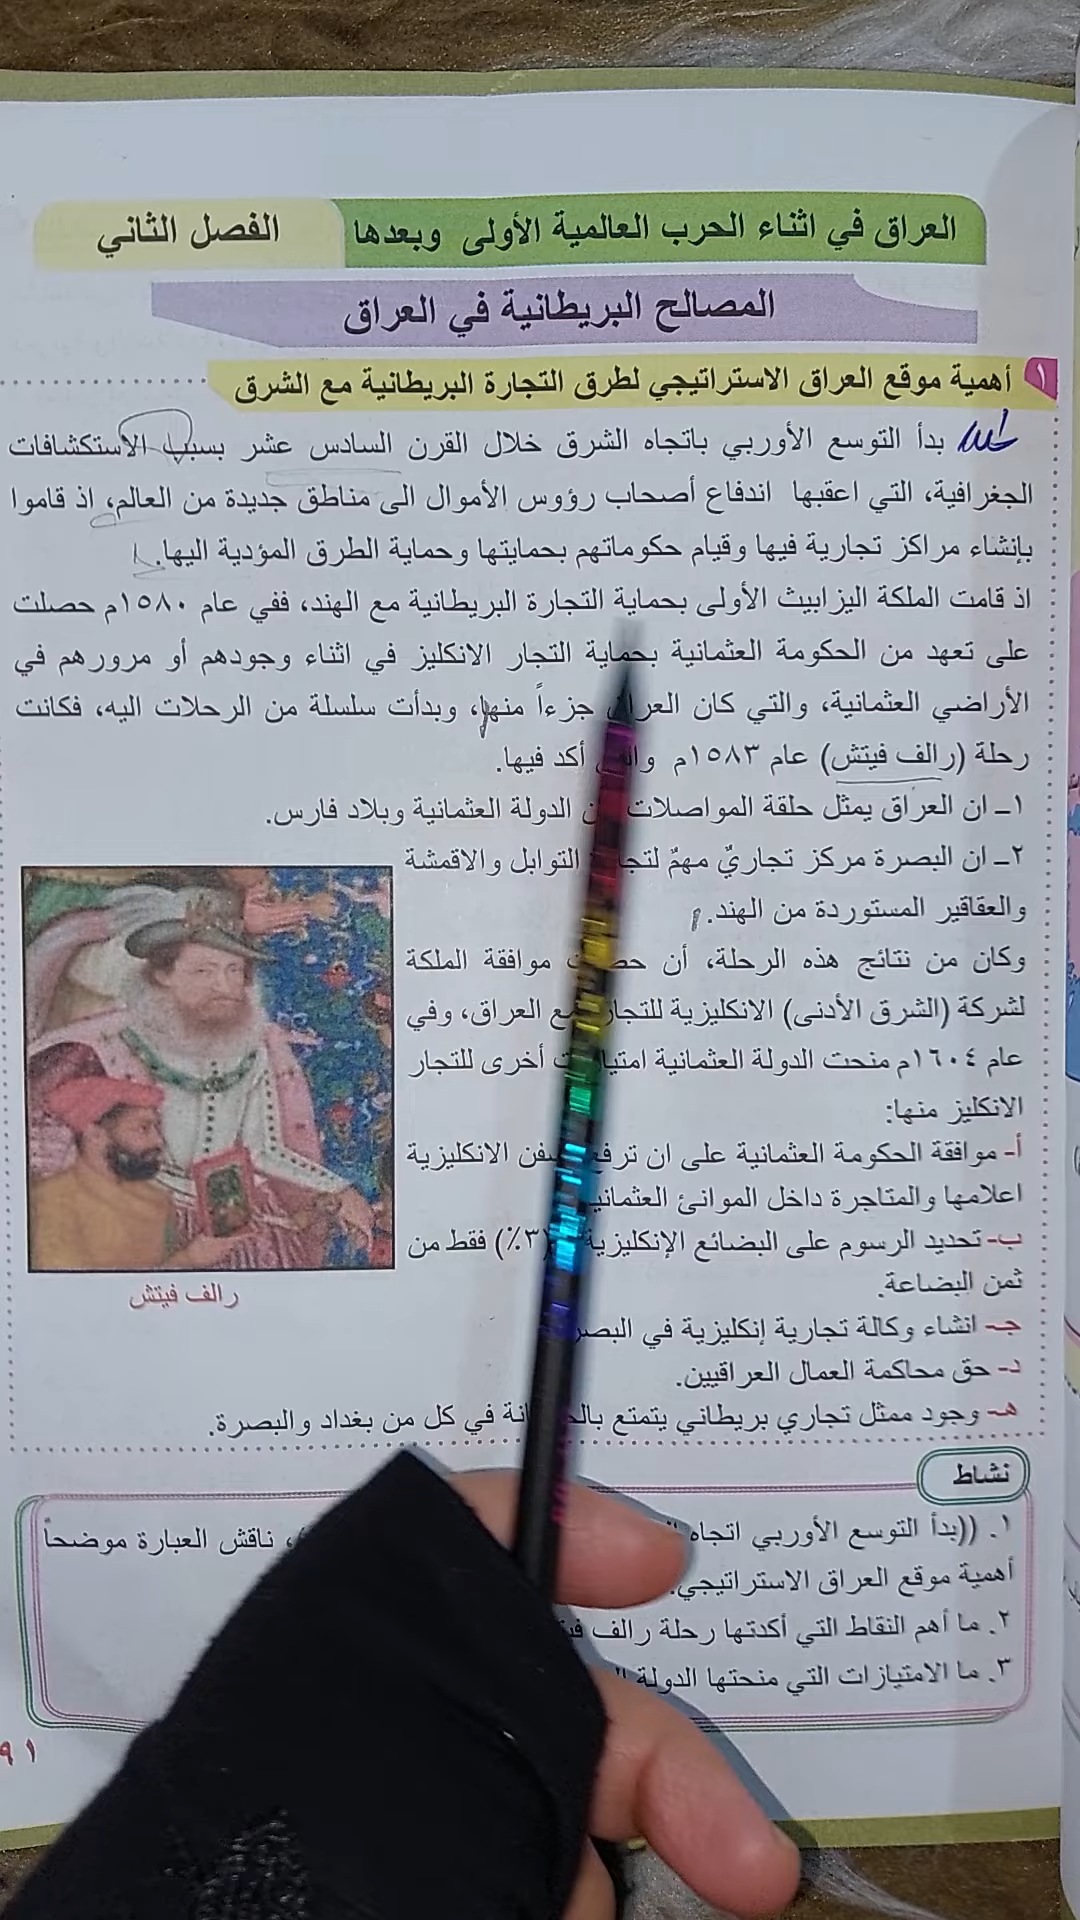 العراق في اثناء الحرب العالمية الأولى وبعدها
الفصل الثاني
المصالح البريطانية في العراق
١ أهمية موقع العراق الاستراتيجي لطرق التجارة البريطانية مع الشرق
بدأ التوسع الأوربي باتجاه الشرق خلال القرن السادس عشر بسبب الاستكشافات
الجغرافية، التي اعقبها اندفاع أصحاب رؤوس الأموال الى مناطق جديدة من العالم، اذ قاموا
بإنشاء مراكز تجارية فيها وقيام حكوماتهم بحمايتها وحماية الطرق المؤدية اليها.
اذ قامت الملكة اليزابيث الأولى بحماية التجارة البريطانية مع الهند، ففي عام ١٥٨٠م حصلت
على تعهد من الحكومة العثمانية بحماية التجار الانكليز في اثناء وجودهم أو مرورهم في
الأراضي العثمانية، والتي كان العراق جزءاً منها، وبدأت سلسلة من الرحلات اليه، فكانت
رحلة (رالف فيتش) عام ١٥٨٣م أكد فيها.
١- ان العراق يمثل حلقة المواصلات الدولة العثمانية وبلاد فارس.
٢- ان البصرة مركز تجاريٌ مهمٌ التوابل والاقمشة
والعقاقير المستوردة من الهند.
وكان من نتائج هذه الرحلة، أن موافقة الملكة
لشركة (الشرق الأدنى) الانكليزية للتجارة مع العراق، وفي
عام ١٦٠٤م منحت الدولة العثمانية امتيازات أخرى للتجار
الانكليز منها:
أ- موافقة الحكومة العثمانية على ان ترفع السفن الانكليزية
اعلامها والمتاجرة داخل الموانئ العثمانية
ب- تحديد الرسوم على البضائع الإنكليزية (٣٪) فقط من
ثمن البضاعة.
جـ- انشاء وكالة تجارية إنكليزية في البصرة
د- حق محاكمة العمال العراقيين.
هـ- وجود ممثل تجاري بريطاني يتمتع بالحصانة في كل من بغداد والبصرة.
رالف فيتش
نشاط
١. ((بدأ التوسع الأوربي اتجاه ، ناقش العبارة موضحاً
أهمية موقع العراق الاستراتيجي.
٢. ما أهم النقاط التي أكدتها رحلة رالف
٣. ما الامتيازات التي منحتها الدولة
٩١